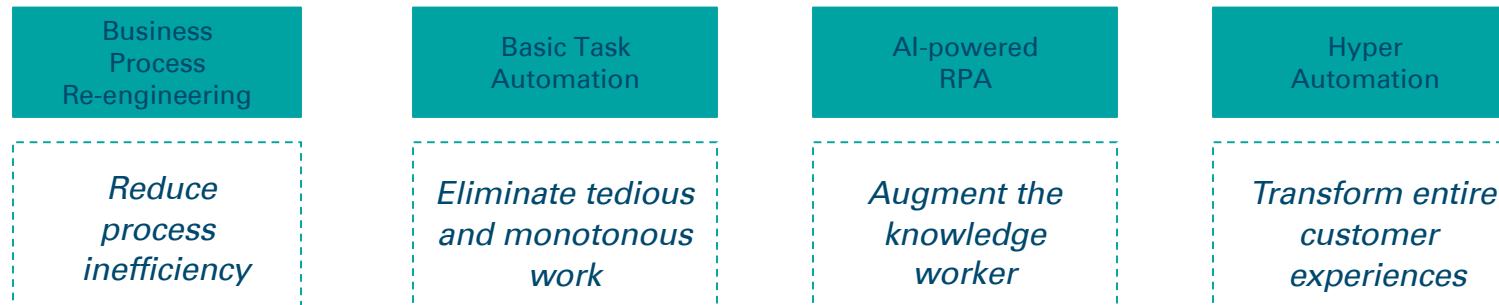 Business
Process
Re-engineering
Basic Task
Automation
AI-powered
RPA
Hyper
Automation
Reduce
process
inefficiency
Eliminate tedious
and monotonous
work
Augment the
knowledge
worker
Transform entire
customer
experiences